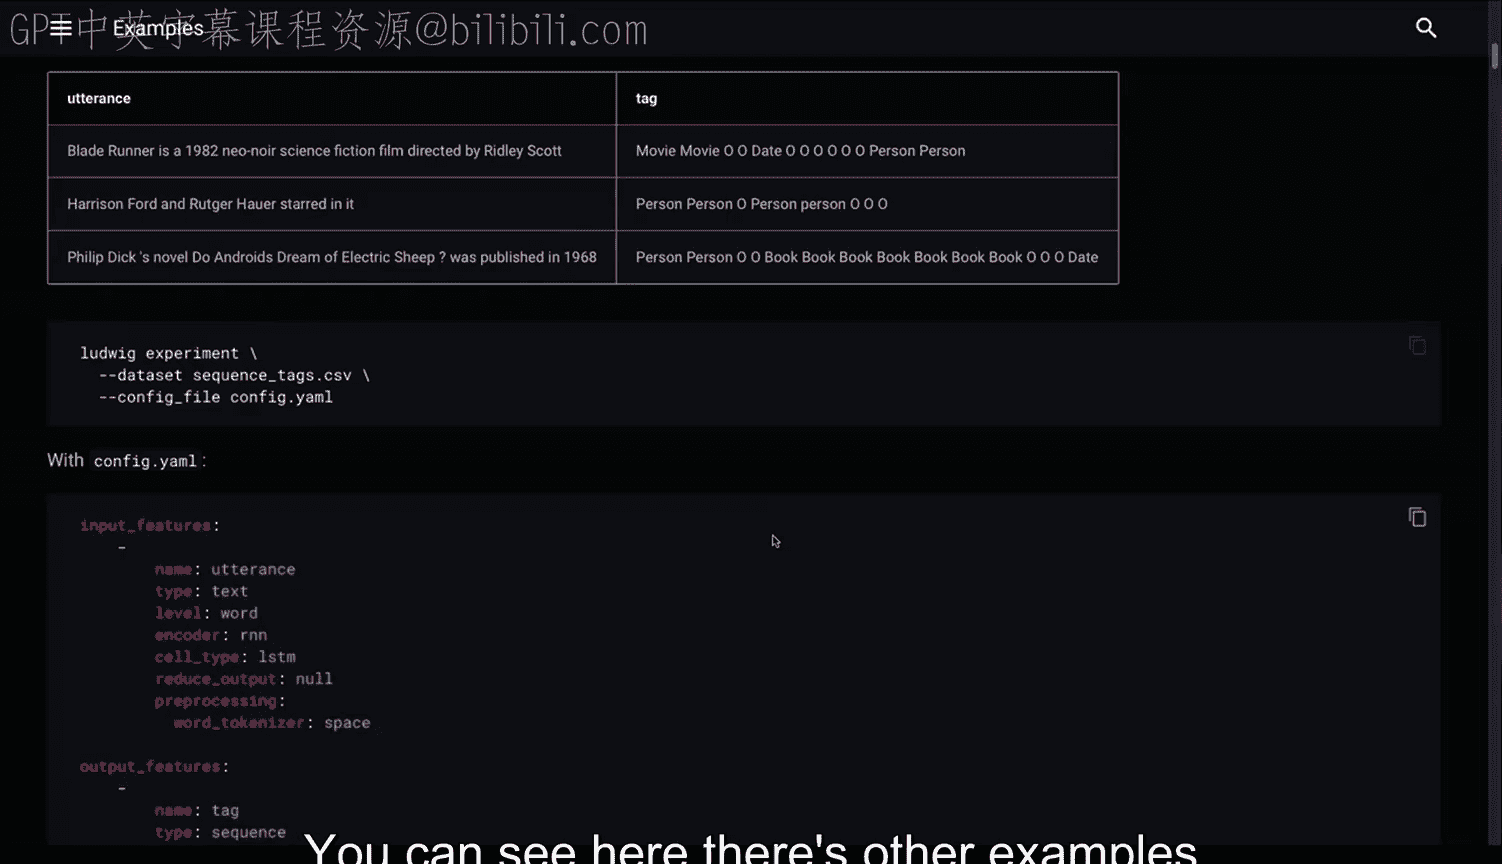 GPT中英字幕课程资源@bilibili.com
Examples
utterance tag
Blade Runner is a 1982 neo-noir science fiction film directed by Ridley Scott Movie Movie O O Date O O O O O O Person Person
Harrison Ford and Rutger Hauer starred in it Person Person O Person person O O O
Philip Dick 's novel Do Androids Dream of Electric Sheep ? was published in 1968 Person Person O O Book Book Book Book Book Book Book O O O Date
ludwig experiment \
--dataset sequence_tags.csv \
--config_file config.yaml
With config.yaml:
input_features:
-
name: utterance
type: text
level: word
encoder: rnn
cell_type: lstm
reduce_output: null
preprocessing:
word_tokenizer: space
output_features:
-
name: tag
type: sequence
You can see here there's other examples